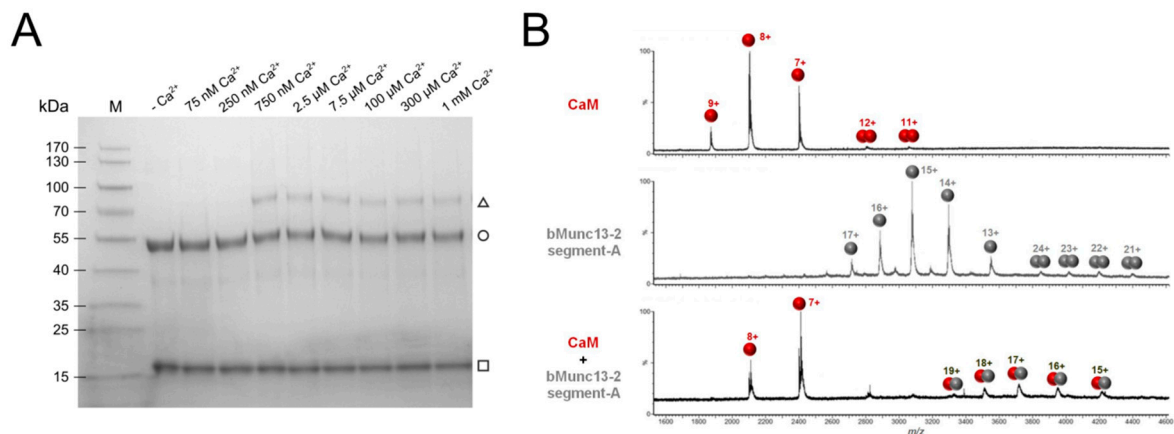 A
- Ca²⁺ 75 nM Ca²⁺ 250 nM Ca²⁺ 750 nM Ca²⁺ 2.5 µM Ca²⁺ 7.5 µM Ca²⁺ 100 µM Ca²⁺ 300 µM Ca²⁺ 1 mM Ca²⁺
kDa M
170
130
100
70
55
40
35
25
15
B
CaM
100
%
0
9+ 8+ 7+ 12+ 11+
bMunc13-2
segment-A
100
%
0
17+ 16+ 15+ 14+ 13+ 24+ 23+ 22+ 21+
CaM
+
bMunc13-2
segment-A
100
%
0
8+ 7+ 19+ 18+ 17+ 16+ 15+
1600 1800 2000 2200 2400 2600 2800 3000 3200 3400 3600 3800 4000 4200 4400 4600
m/z